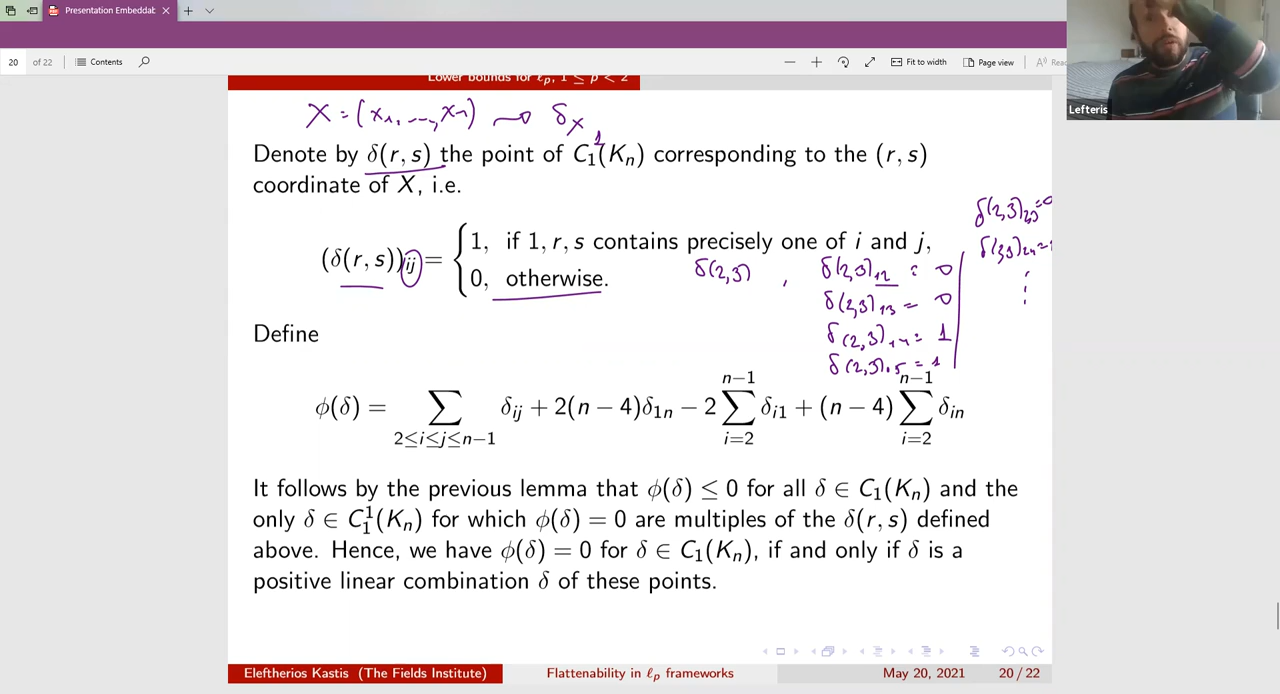 Presentation Embeddab
20 of 22 Contents Fit to width Page view Rea
Lefteris
Lower bounds for ℓp, 1 ≤ p < 2
X = (x1, ..., xn) ⇝ δX
Denote by δ(r, s) the point of C₁¹(Kn) corresponding to the (r, s)
coordinate of X, i.e.
δ(2,3)23=0
(δ(r, s))ij = { 1, if 1, r, s contains precisely one of i and j,
0, otherwise.
δ(2,3) , δ(2,3)12 = 0
δ(2,3)13 = 0
δ(2,3)14 = 1
δ(2,3)15 = 1
Define
ϕ(δ) = ∑2≤i≤j≤n−1 δij + 2(n − 4)δ1n − 2 ∑i=2n−1 δi1 + (n − 4) ∑i=2n−1 δin
It follows by the previous lemma that ϕ(δ) ≤ 0 for all δ ∈ C1(Kn) and the
only δ ∈ C₁¹(Kn) for which ϕ(δ) = 0 are multiples of the δ(r, s) defined
above. Hence, we have ϕ(δ) = 0 for δ ∈ C1(Kn), if and only if δ is a
positive linear combination δ of these points.
Eleftherios Kastis (The Fields Institute) Flattenability in ℓp frameworks May 20, 2021 20 / 22